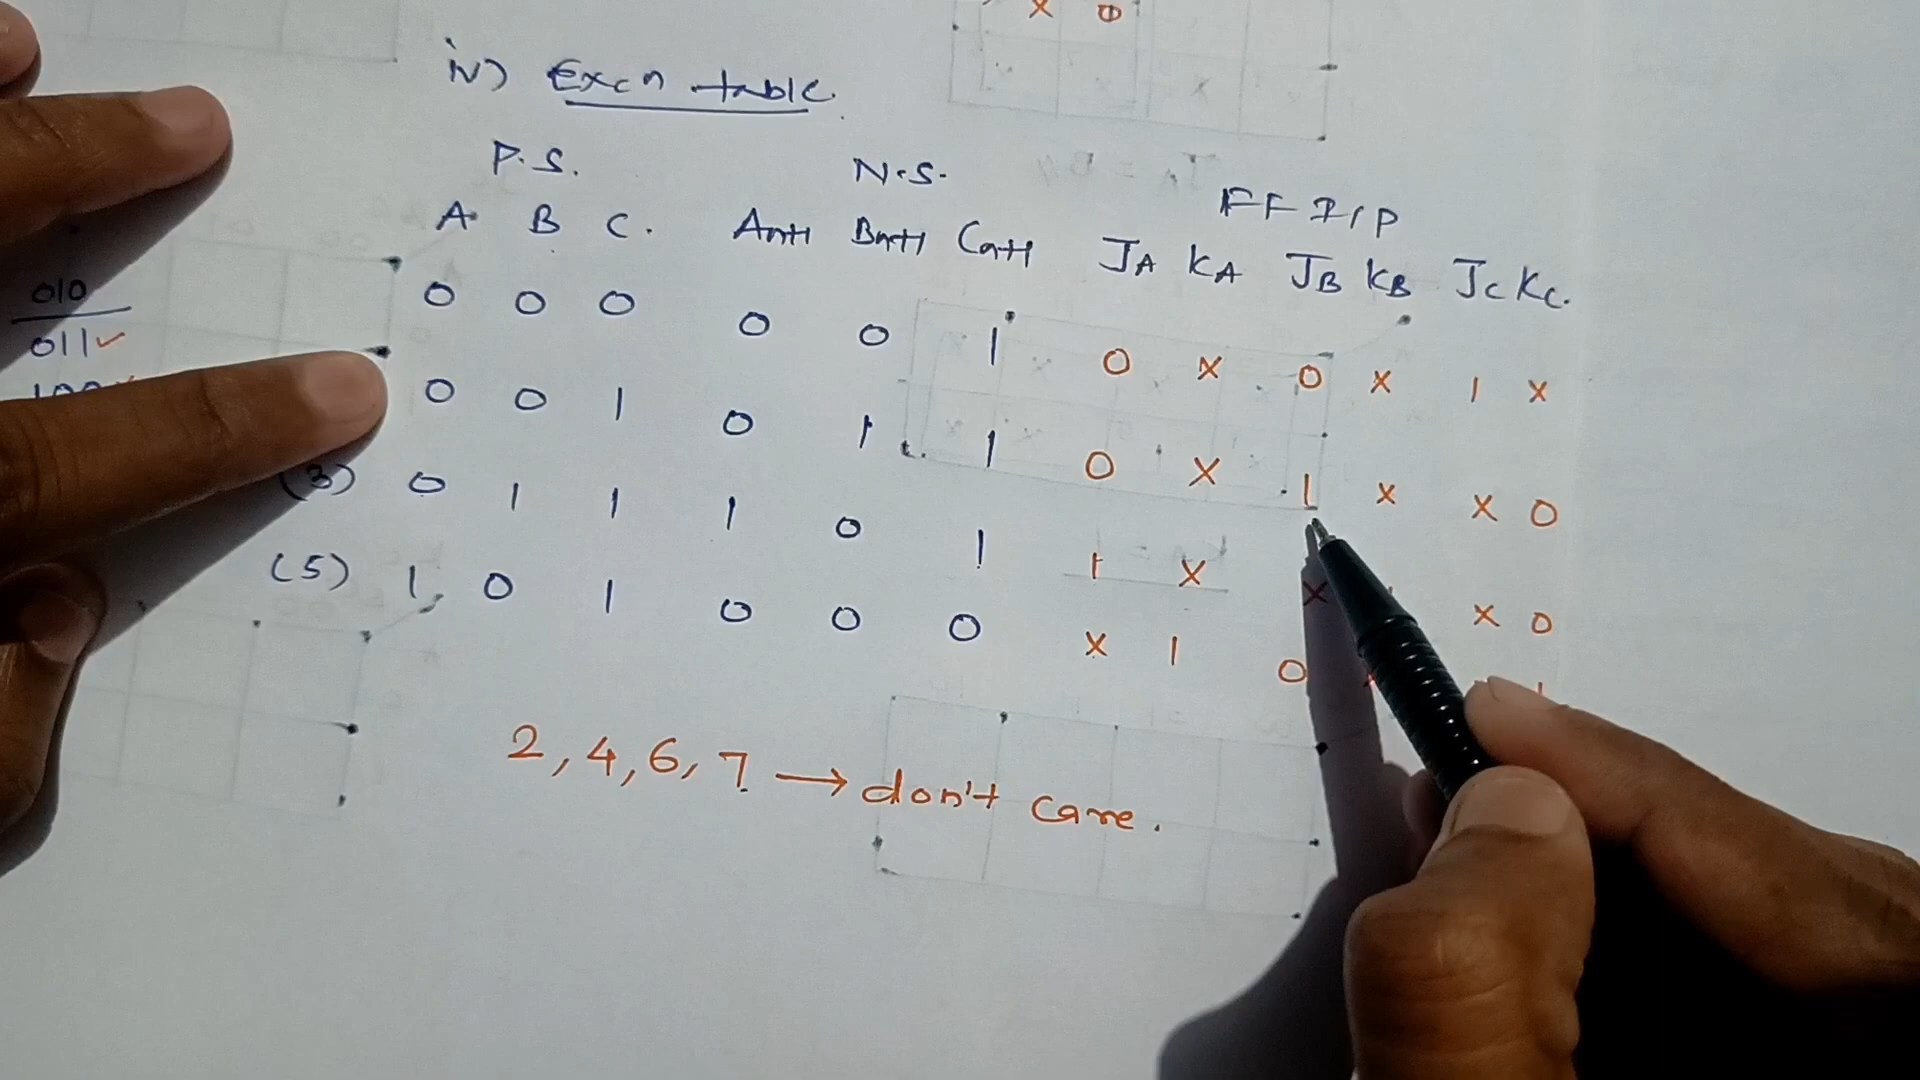 x 0
iv) Excn table.
P.S. N.S. FF I/P
A B C. An+1 Bn+1 Cn+1 JA KA JB KB JC KC.
0 0 0 0 0 1 0 x 0 x 1 x
010
011✓
0 0 1 0 1 1 0 x 1 x x 0
(3) 0 1 1 1 0 1 1 x x x 0
(5) 1 0 1 0 0 0 x 1 0
2, 4, 6, 7 → don't care.